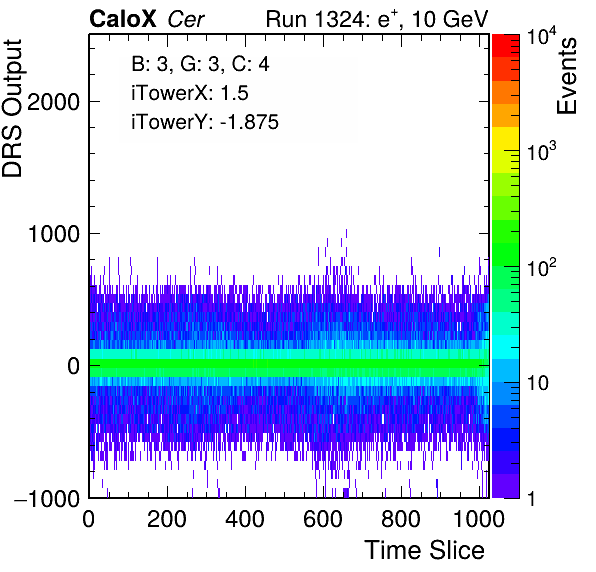 CaloX Cer Run 1324: e⁺, 10 GeV
B: 3, G: 3, C: 4
iTowerX: 1.5
iTowerY: -1.875
DRS Output
2000
1000
0
−1000
0 200 400 600 800 1000
Time Slice
10⁴
10³
10²
10
1
Events